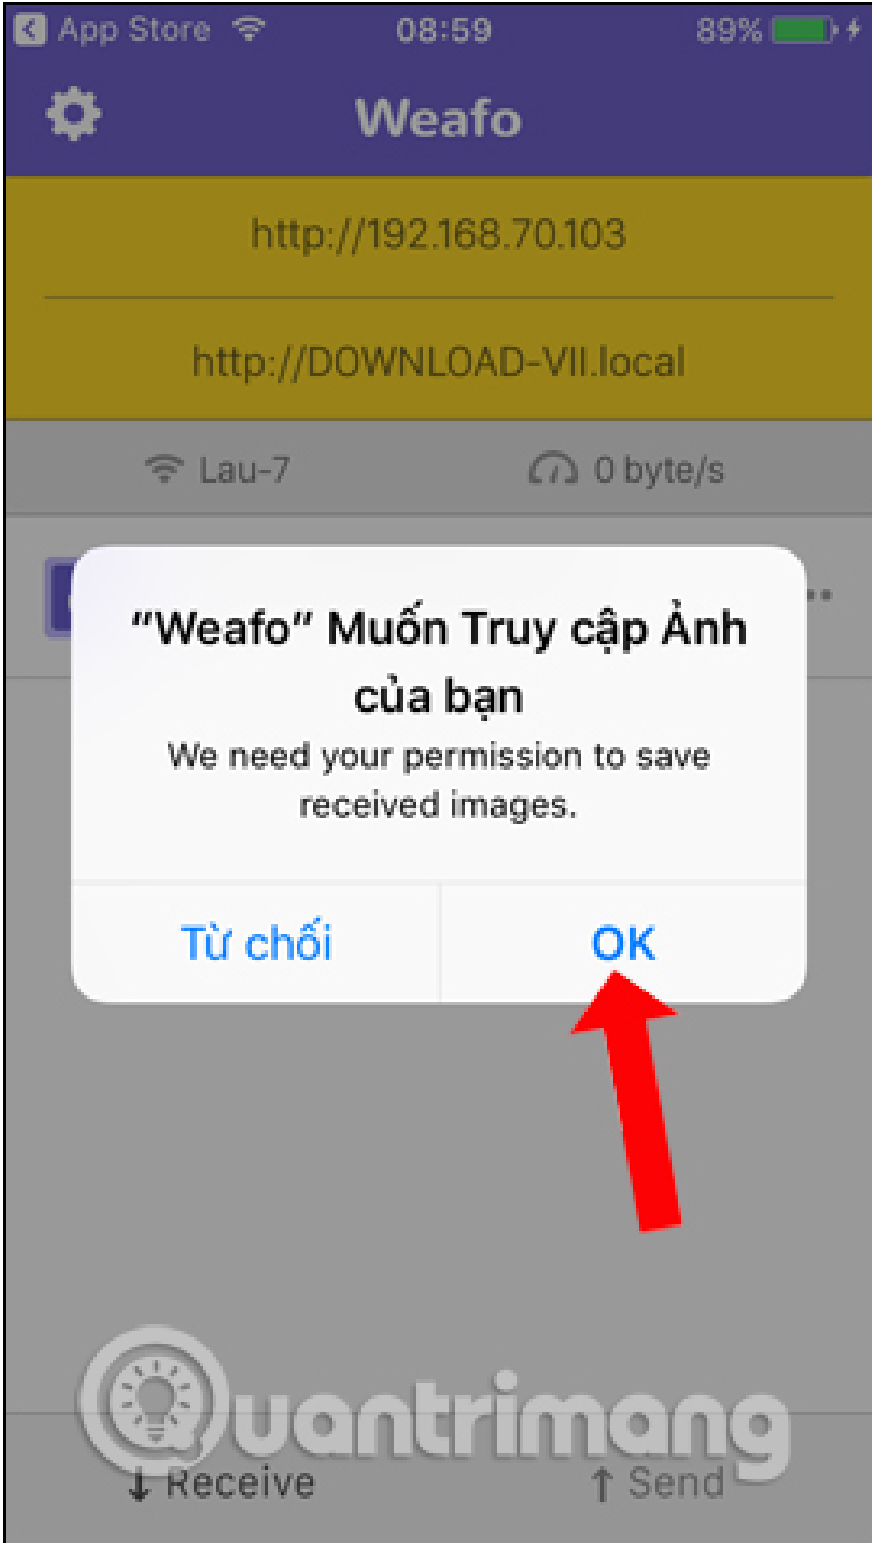 App Store 08:59 89%
Weafo
http://192.168.70.103
http://DOWNLOAD-VII.local
Lau-7 0 byte/s
"Weafo" Muốn Truy cập Ảnh
của bạn
We need your permission to save
received images.
Từ chối OK
Quantrimang
↓ Receive ↑ Send